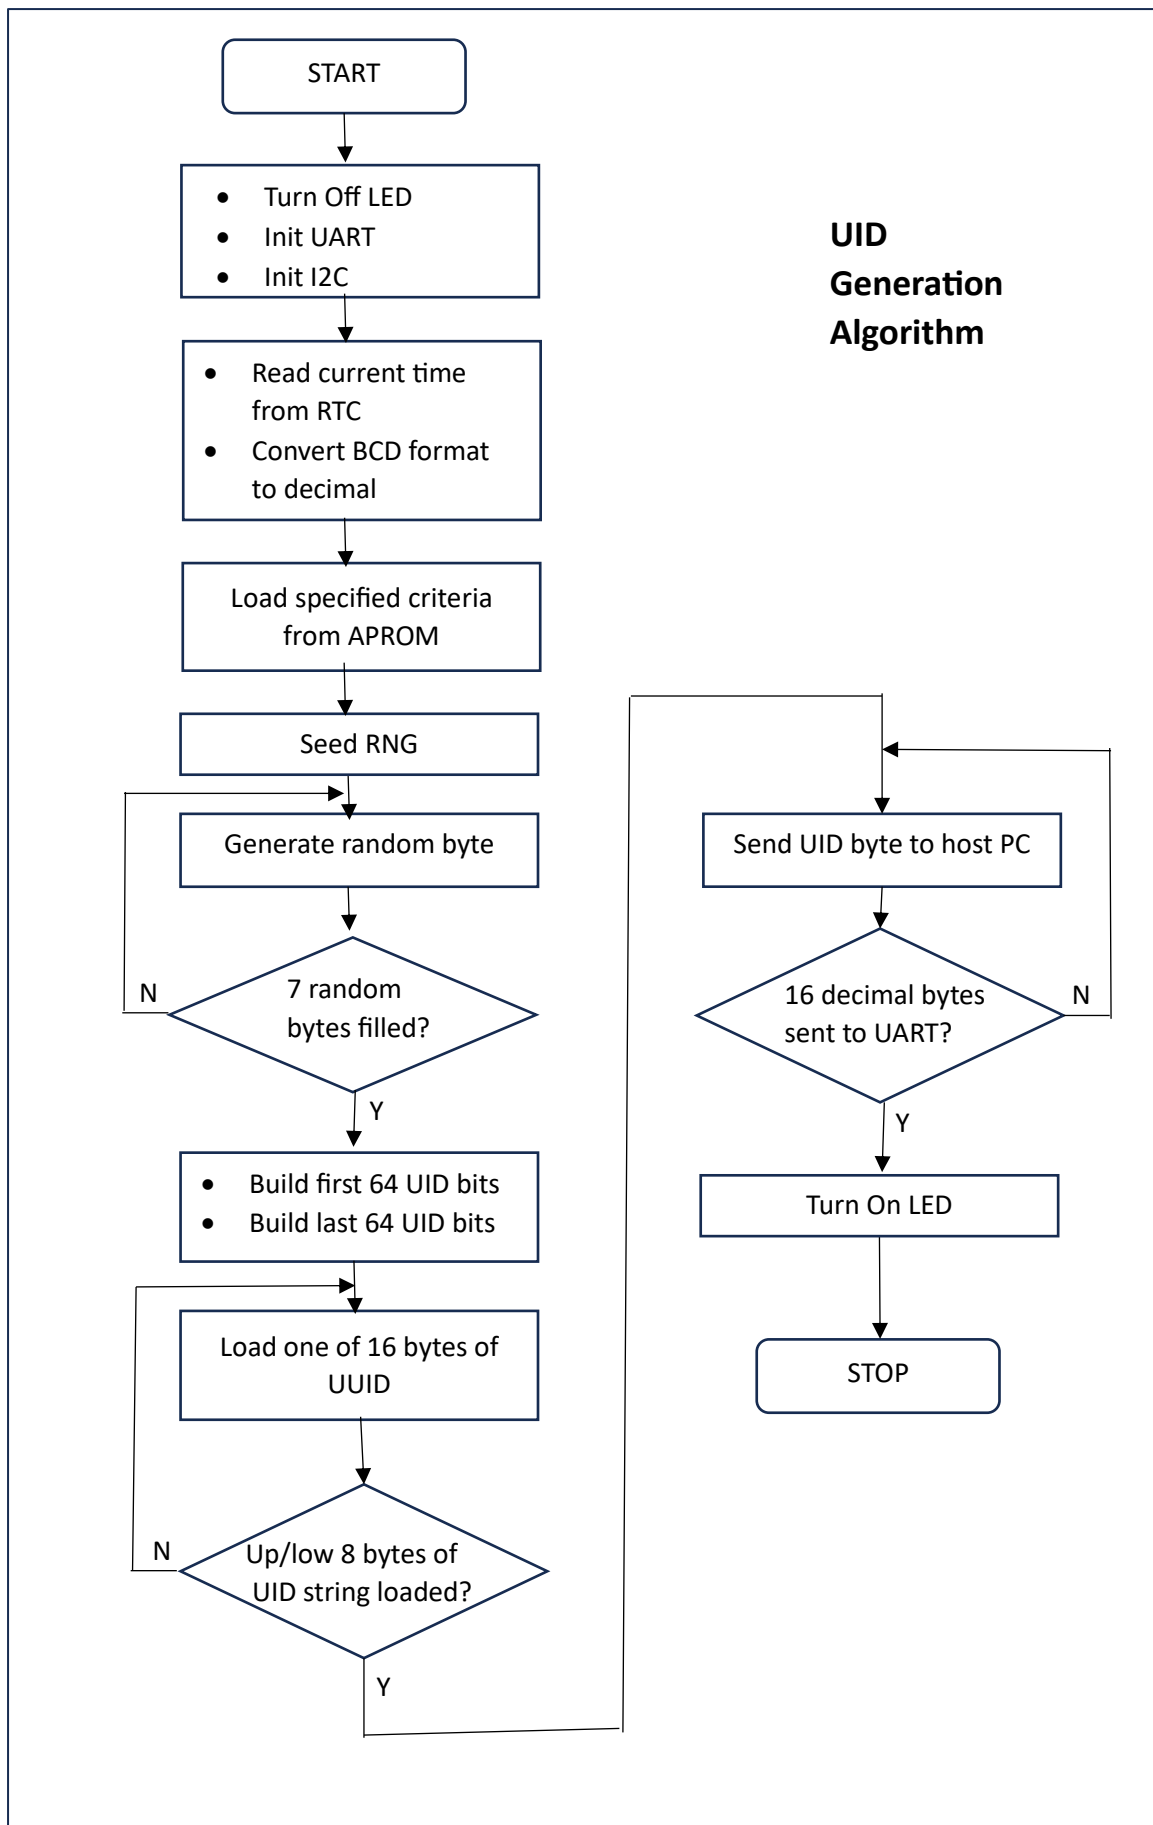 START
• Turn Off LED
• Init UART
• Init I2C
UID
Generation
Algorithm
• Read current time
from RTC
• Convert BCD format
to decimal
Load specified criteria
from APROM
Seed RNG
Generate random byte
7 random
bytes filled?
N
Y
• Build first 64 UID bits
• Build last 64 UID bits
Load one of 16 bytes of
UUID
Up/low 8 bytes of
UID string loaded?
N
Y
Send UID byte to host PC
16 decimal bytes
sent to UART?
N
Y
Turn On LED
STOP